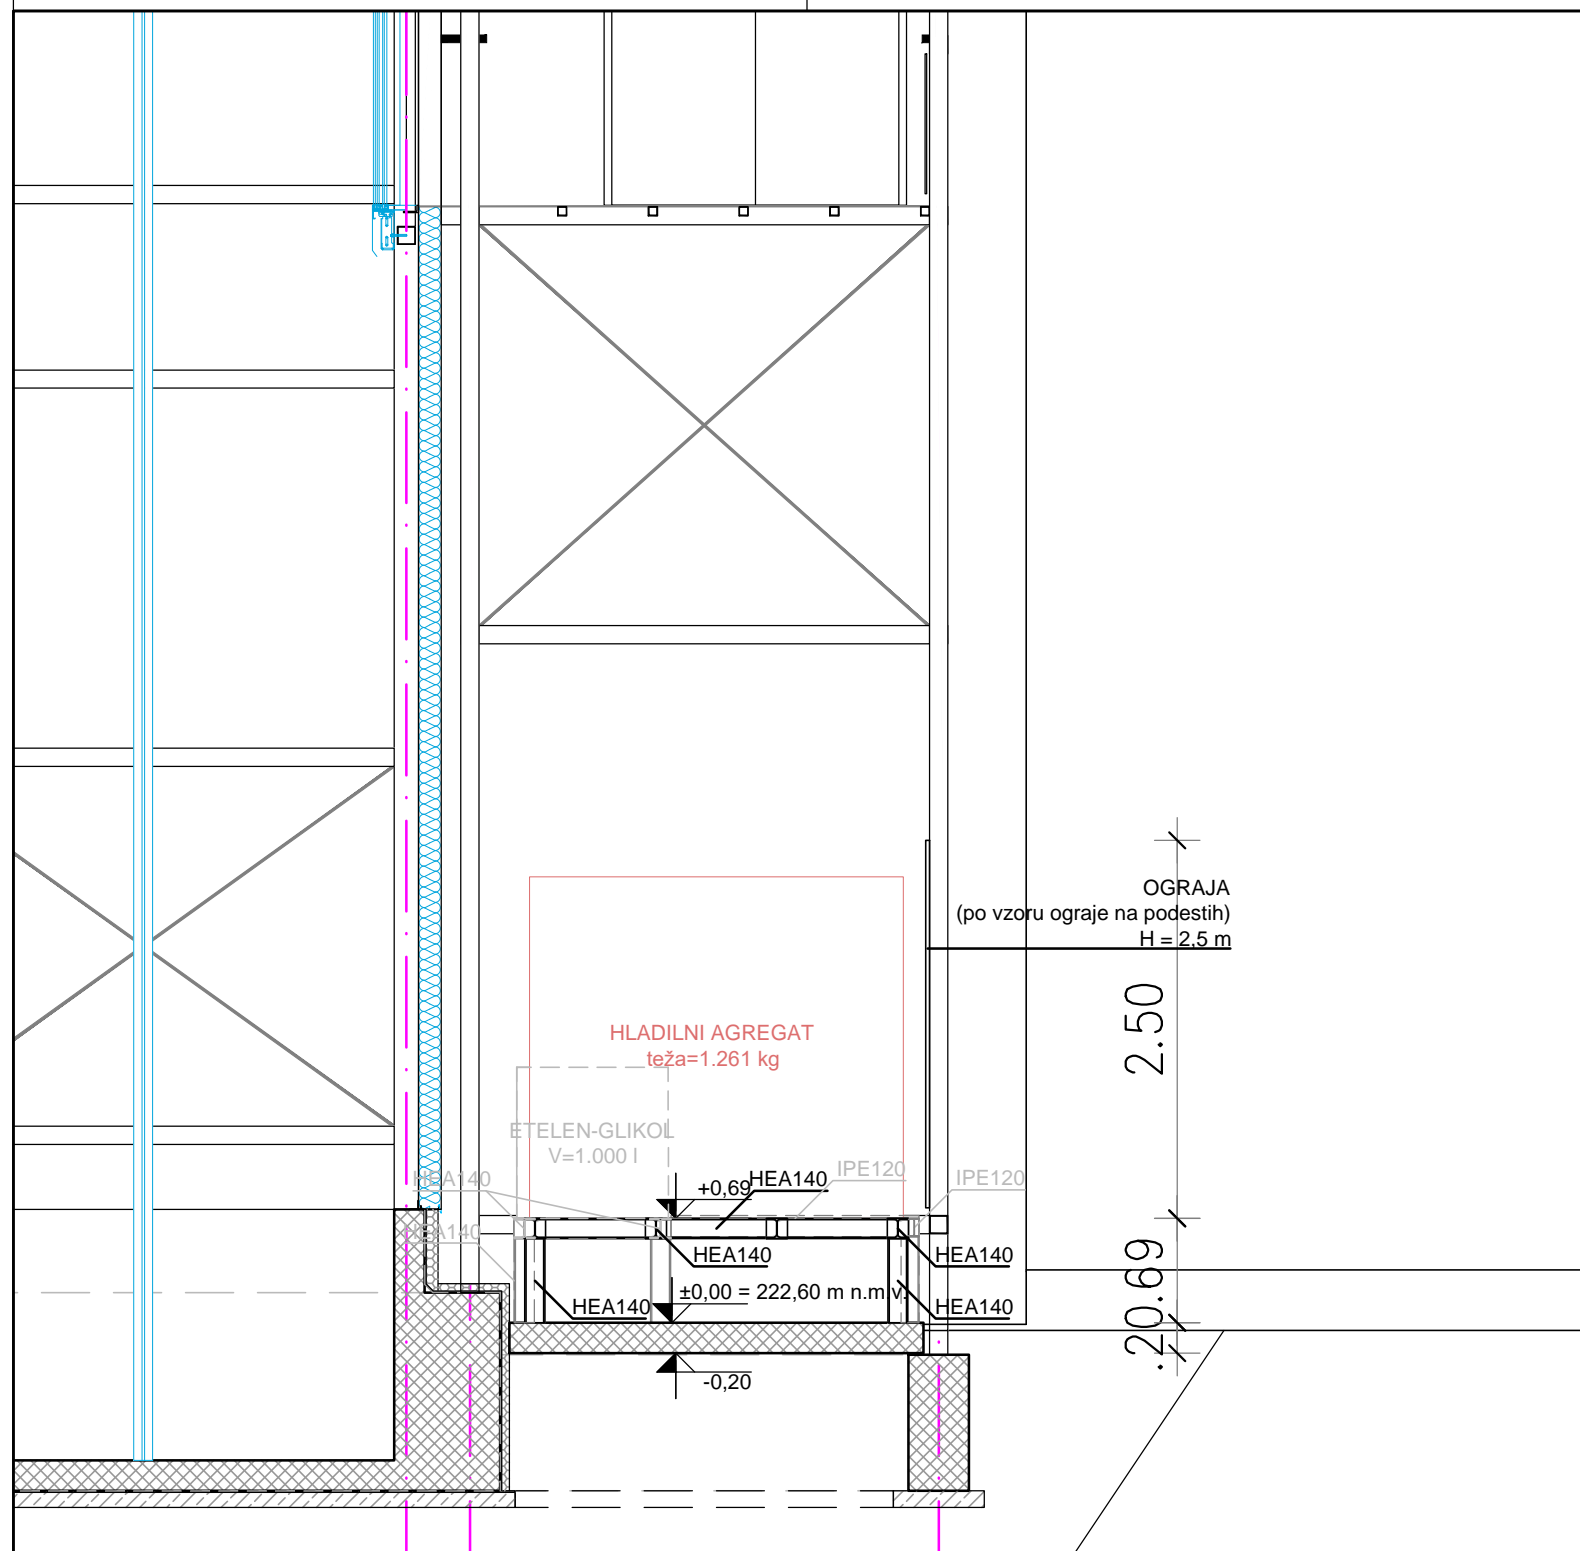 OGRAJA
(po vzoru ograje na podestih)
H = 2,5 m
2.50
HLADILNI AGREGAT
teža=1.261 kg
ETELEN-GLIKOL
V=1.000 l
HEA140
+0,69
HEA140
IPE120
IPE120
HEA140
HEA140
HEA140
±0,00 = 222,60 m n.m.v.
HEA140
HEA140
.20.69
-0,20